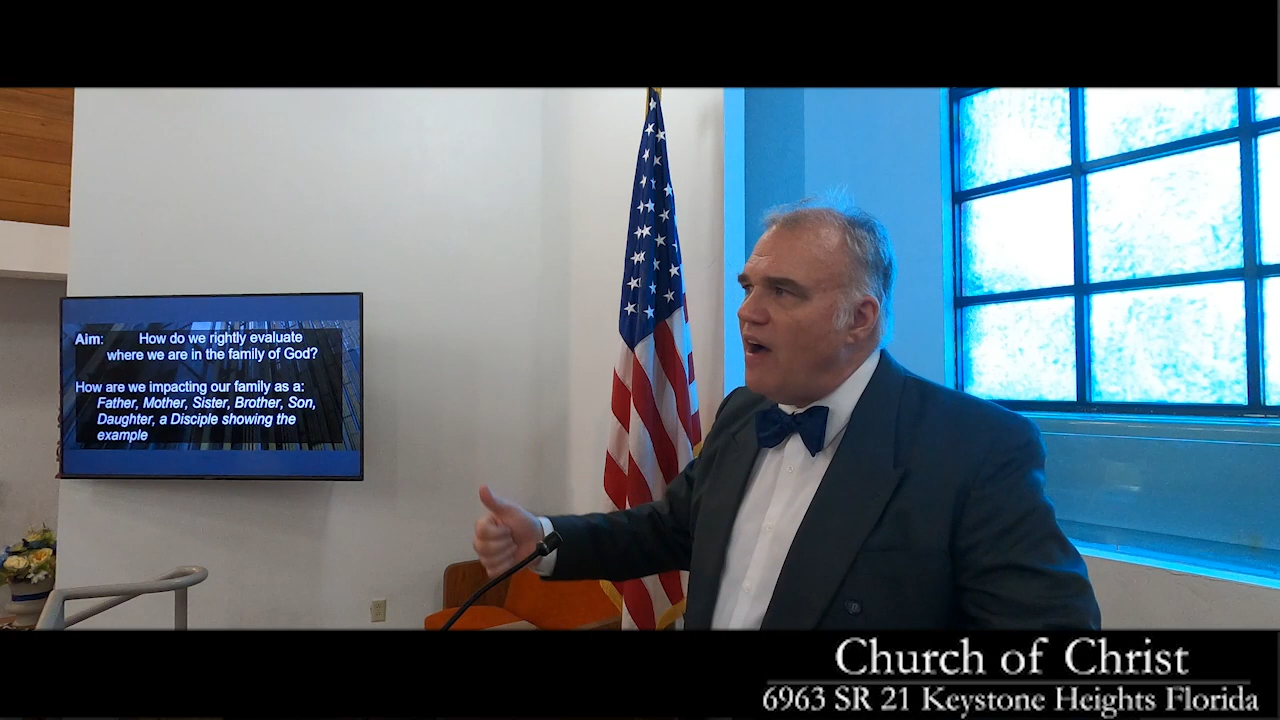 Aim: How do we rightly evaluate
where we are in the family of God?
How are we impacting our family as a:
Father, Mother, Sister, Brother, Son,
Daughter, a Disciple showing the
example
Church of Christ
6963 SR 21 Keystone Heights Florida